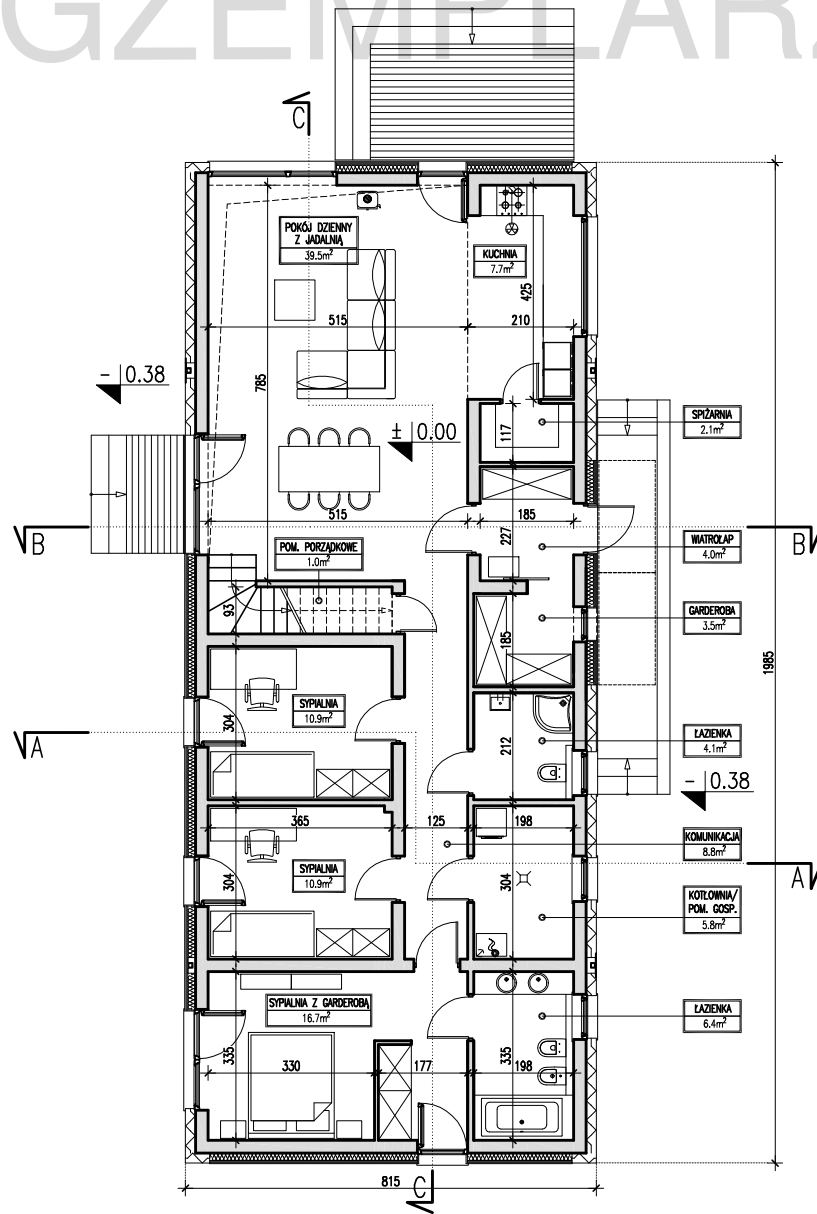 GZEMPLARZ
C
POKÓJ DZIENNY
Z JADALNIĄ
39.5m²
KUCHNIA
7.7m²
425
515
210
- 0.38
785
± 0.00
117
SPIŻARNIA
2.1m²
B
515
185
B
227
WIATROŁAP
4.0m²
POM. PORZĄDKOWE
1.0m²
93
GARDEROBA
3.5m²
185
1985
SYPIALNIA
10.9m²
304
A
212
ŁAZIENKA
4.1m²
- 0.38
365
125
198
KOMUNIKACJA
8.8m²
SYPIALNIA
10.9m²
304
304
A
KOTŁOWNIA/
POM. GOSP.
5.8m²
SYPIALNIA Z GARDEROBĄ
16.7m²
ŁAZIENKA
6.4m²
335
335
330
177
198
815
C